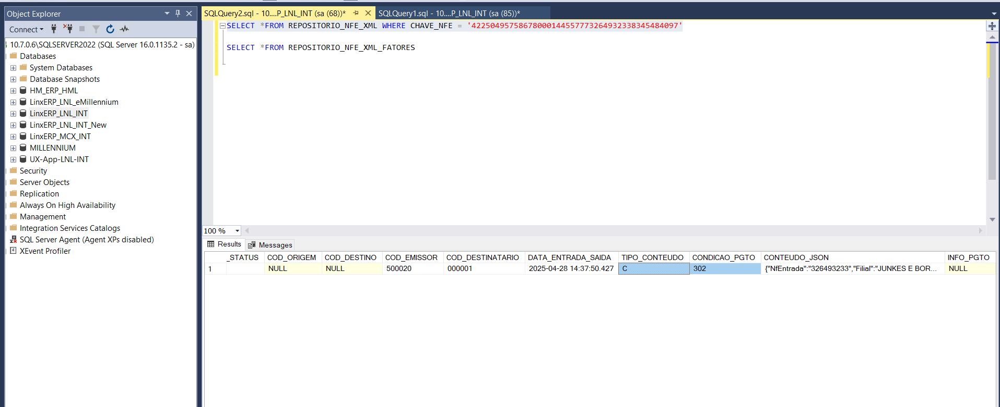 Object Explorer
Connect
10.7.0.6\SQLSERVER2022 (SQL Server 16.0.1135.2 - sa)
Databases
System Databases
Database Snapshots
HM_ERP_HML
LinxERP_LNL_eMillennium
LinxERP_LNL_INT
LinxERP_LNL_INT_New
LinxERP_MCX_INT
MILLENNIUM
UX-App-LNL-INT
Security
Server Objects
Replication
Always On High Availability
Management
Integration Services Catalogs
SQL Server Agent (Agent XPs disabled)
XEvent Profiler
SQLQuery2.sql - 10....P_LNL_INT (sa (68))* SQLQuery1.sql - 10....P_LNL_INT (sa (85))*
SELECT *FROM REPOSITORIO_NFE_XML WHERE CHAVE_NFE = '42250495758678000144557773264932338345484097'
SELECT *FROM REPOSITORIO_NFE_XML_FATORES
100 %
Results Messages
_STATUS COD_ORIGEM COD_DESTINO COD_EMISSOR COD_DESTINATARIO DATA_ENTRADA_SAIDA TIPO_CONTEUDO CONDICAO_PGTO CONTEUDO_JSON INFO_PGTO
1 NULL NULL 500020 000001 2025-04-28 14:37:50.427 C 302 {"NfEntrada":"326493233","Filial":"JUNKES E BOR... NULL